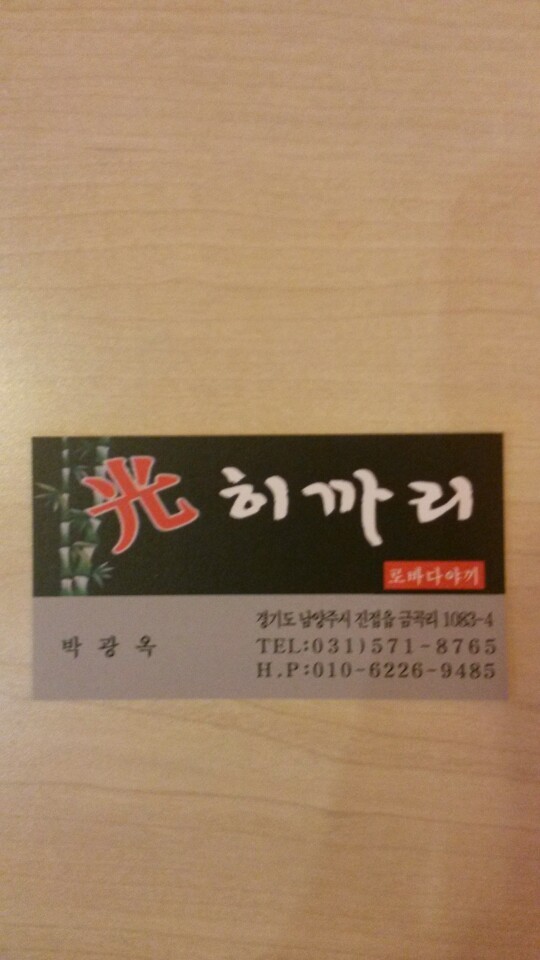 光 히까리
로바다야끼
경기도 남양주시 진접읍 금곡리 1083-4
박 광 옥
TEL:031)571-8765
H.P:010-6226-9485